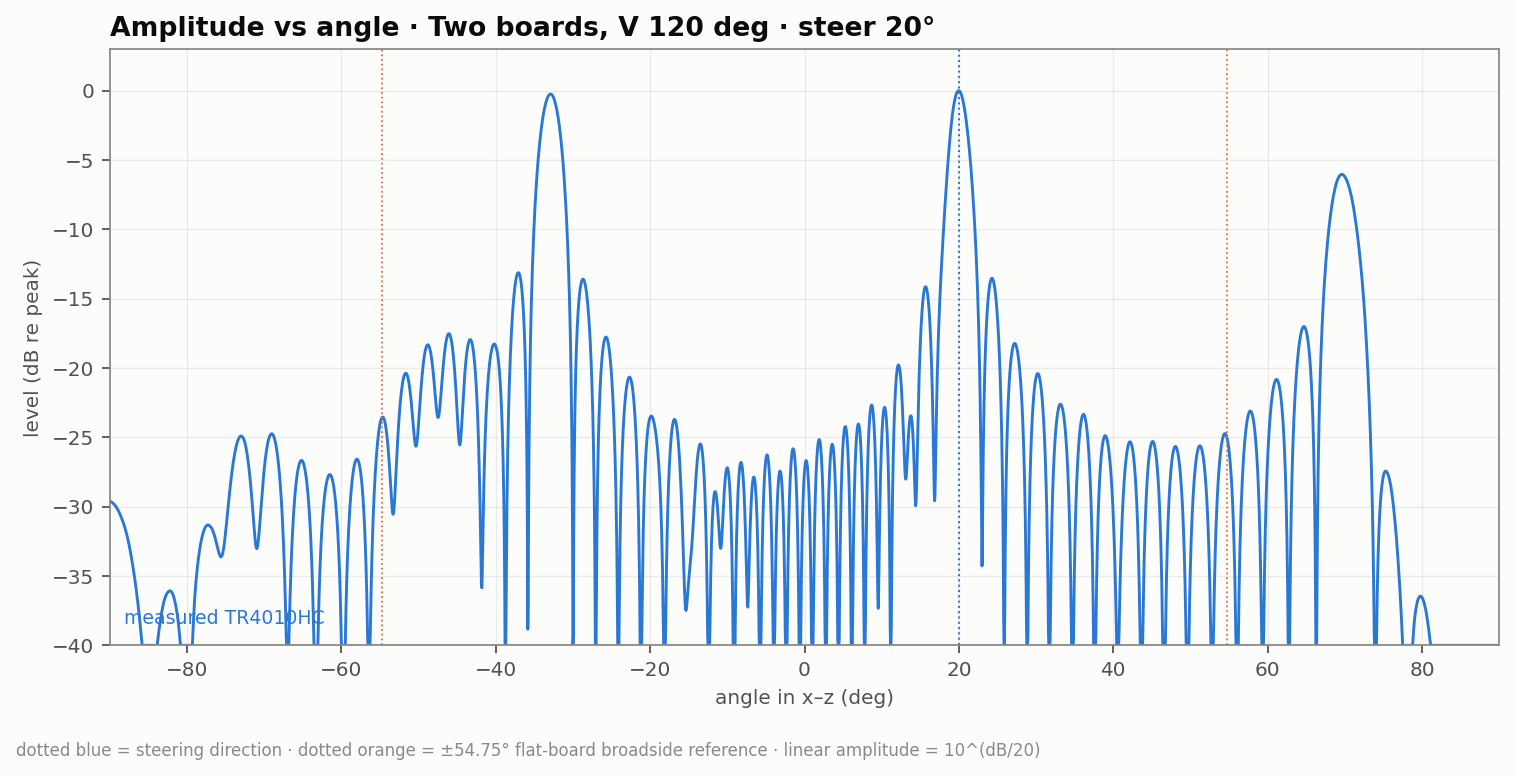 Amplitude vs angle · Two boards, V 120 deg · steer 20°
level (dB re peak)
0
−5
−10
−15
−20
−25
−30
−35
−40
measured TR4010HC
−80 −60 −40 −20 0 20 40 60 80
angle in x–z (deg)
dotted blue = steering direction · dotted orange = ±54.75° flat-board broadside reference · linear amplitude = 10^(dB/20)